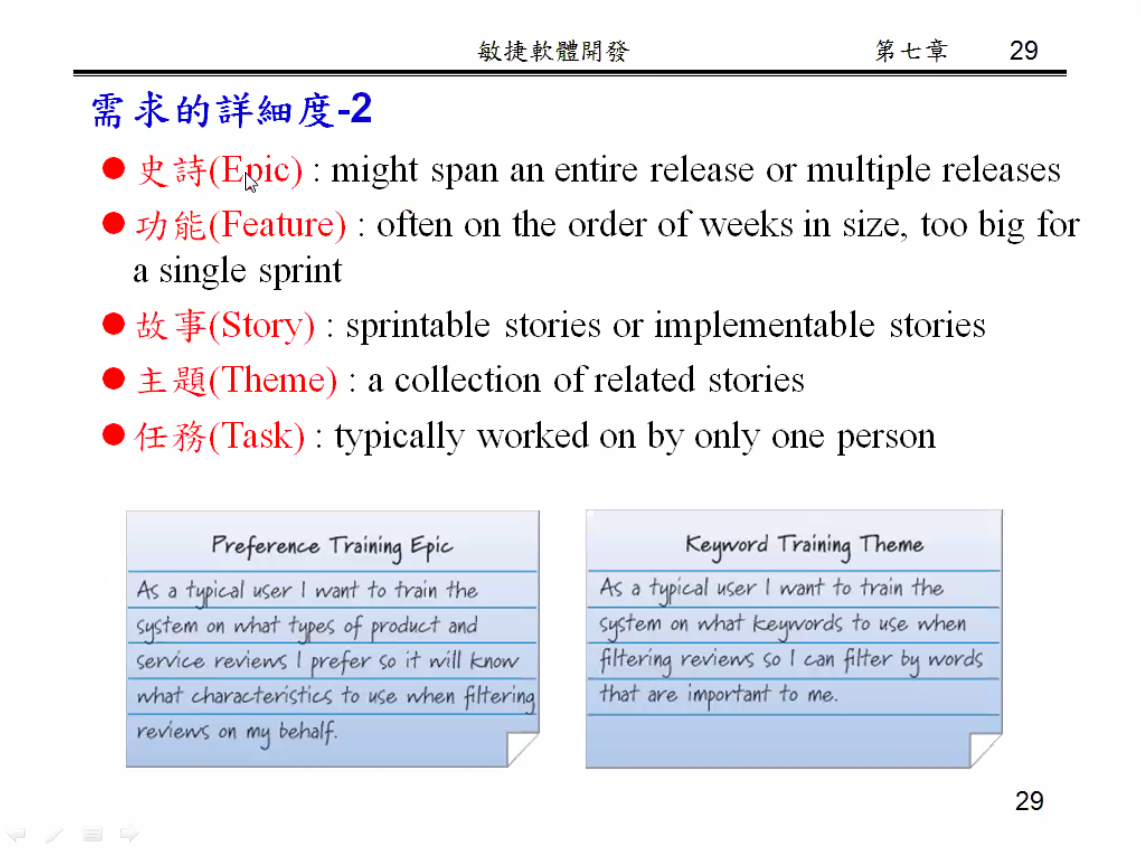 敏捷軟體開發 第七章 29
需求的詳細度-2
史詩(Epic) : might span an entire release or multiple releases
功能(Feature) : often on the order of weeks in size, too big for
a single sprint
故事(Story) : sprintable stories or implementable stories
主題(Theme) : a collection of related stories
任務(Task) : typically worked on by only one person
Preference Training Epic
As a typical user I want to train the
system on what types of product and
service reviews I prefer so it will know
what characteristics to use when filtering
reviews on my behalf.
Keyword Training Theme
As a typical user I want to train the
system on what keywords to use when
filtering reviews so I can filter by words
that are important to me.
29